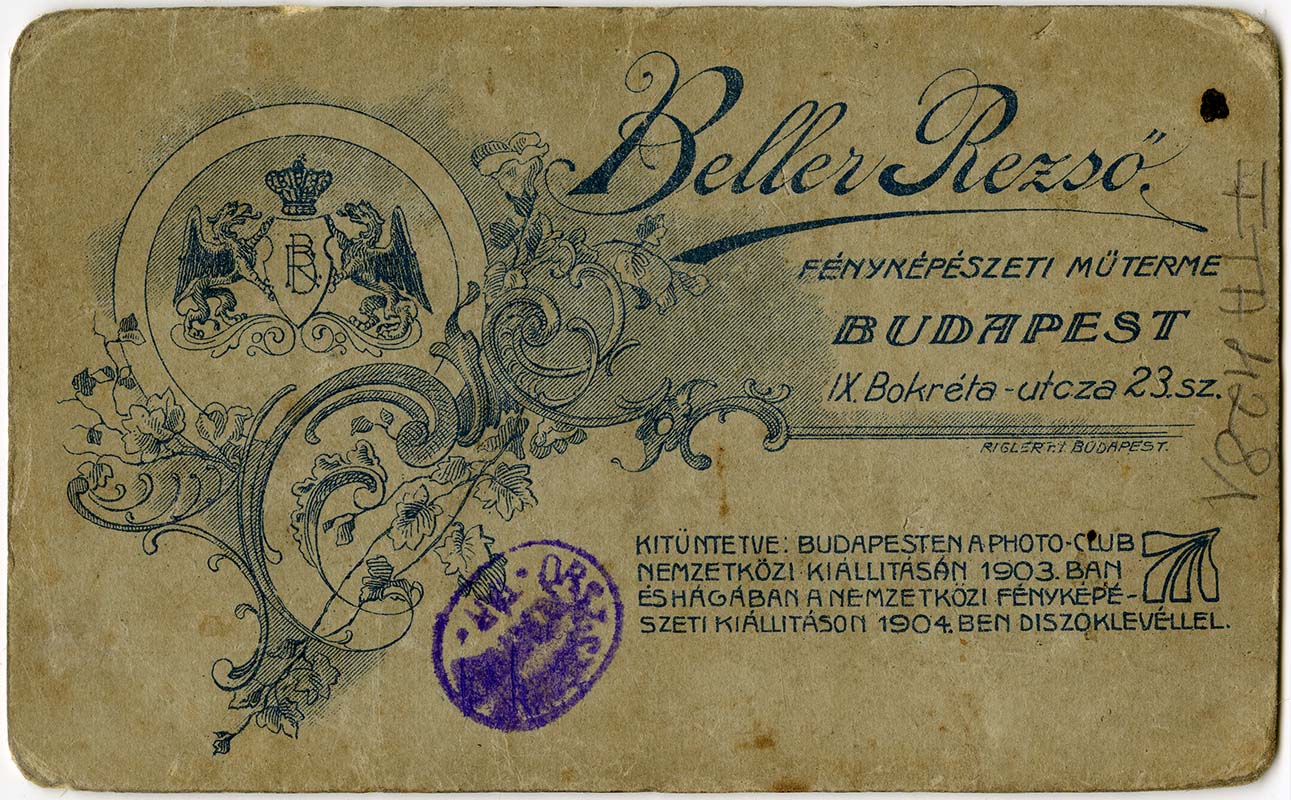 Beller Rezső.
BR
FÉNYKÉPÉSZETI MŰTERME
BUDAPEST
IX. Bokréta-utcza 23.sz.
RIGLER r.t. BUDAPEST.
KITÜNTETVE: BUDAPESTEN A PHOTO-CLUB
NEMZETKÖZI KIÁLLITÁSÁN 1903. BAN
ÉS HÁGÁBAN A NEMZETKÖZI FÉNYKÉPÉ-
SZETI KIÁLLITÁSON 1904. BEN DISZOKLEVÉLLEL.